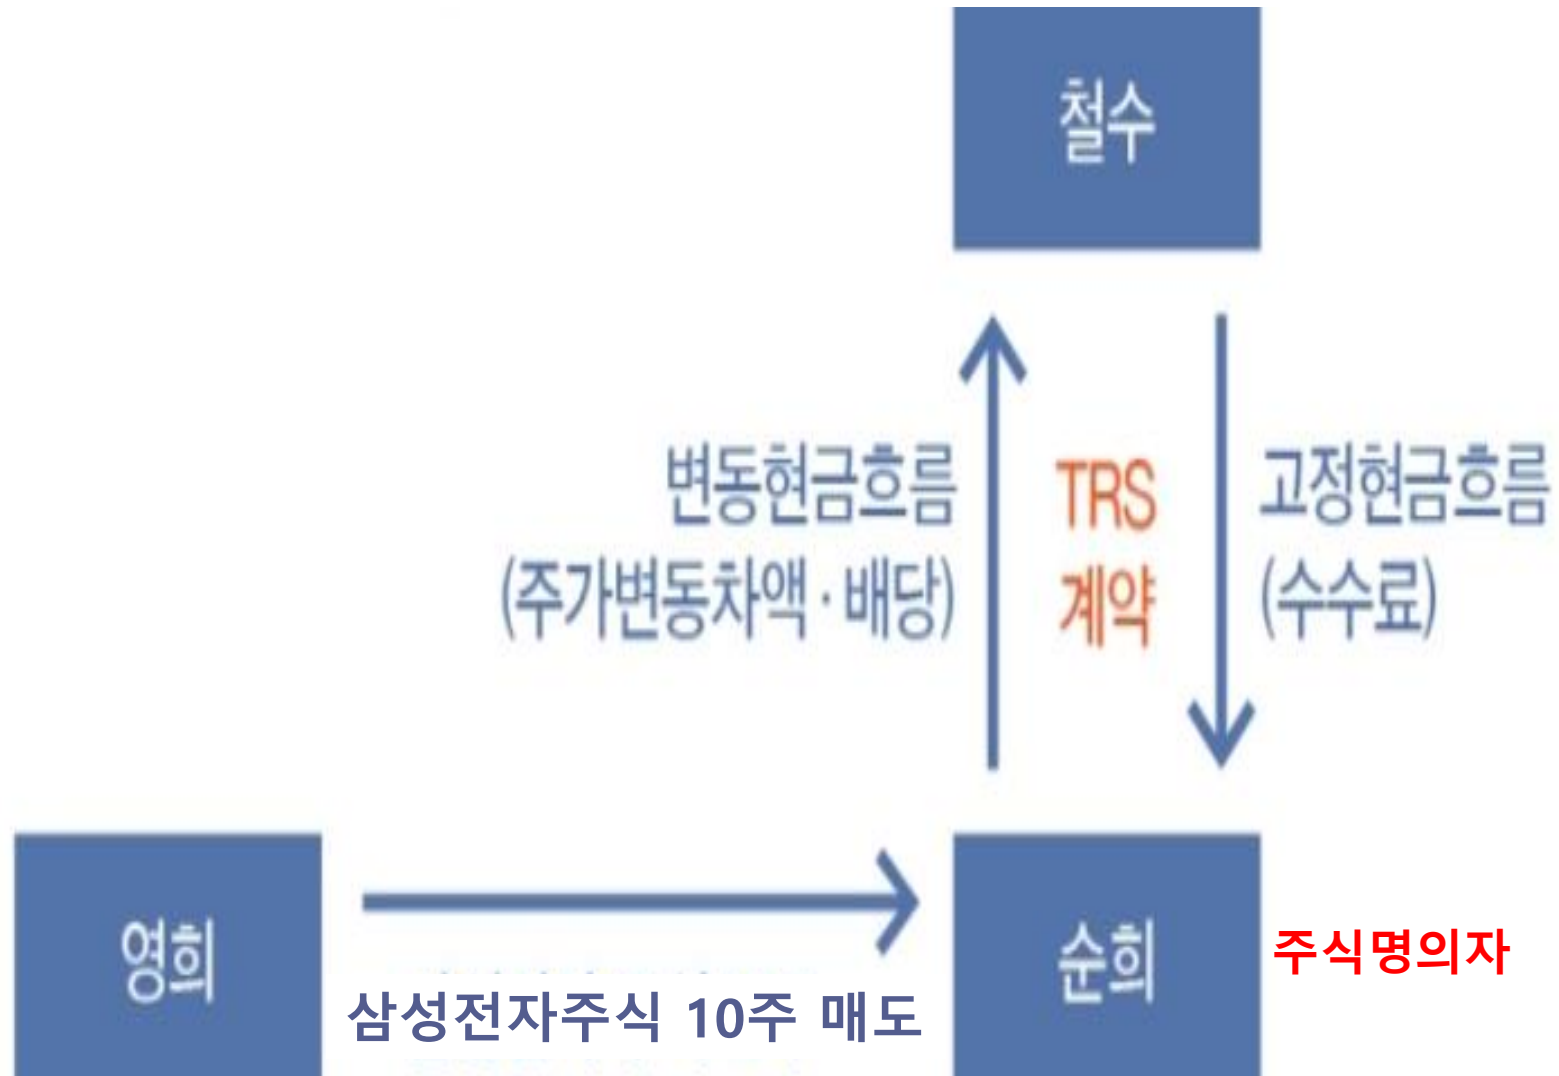 철수
변동현금흐름
(주가변동차액·배당)
TRS
계약
고정현금흐름
(수수료)
영희
삼성전자주식 10주 매도
순희
주식명의자